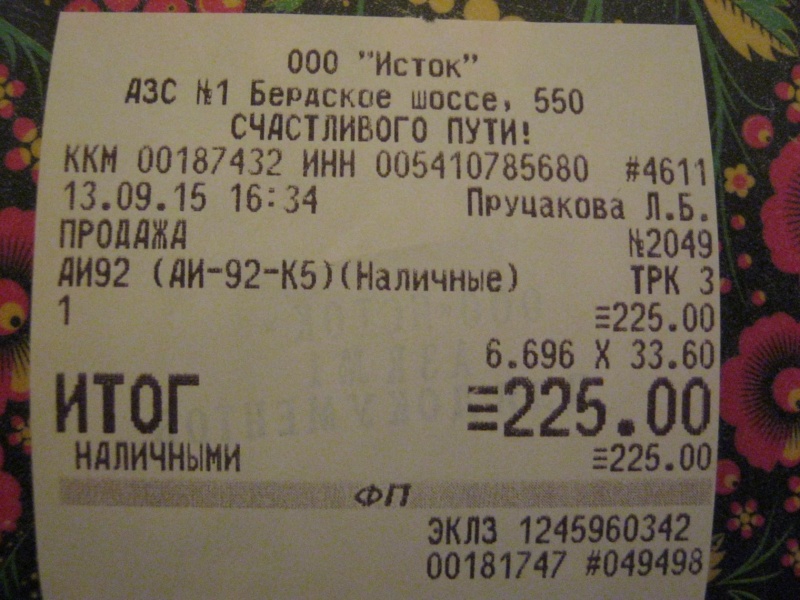 ООО "Исток"
АЗС №1 Бердское шоссе, 550
СЧАСТЛИВОГО ПУТИ!
ККМ 00187432 ИНН 005410785680 #4611
13.09.15 16:34 Пручакова Л.Б.
ПРОДАЖА №2049
АИ92 (АИ-92-К5)(Наличные) ТРК 3
1 ≡225.00
6.696 X 33.60
ИТОГ ≡225.00
НАЛИЧНЫМИ ≡225.00
ФП
ЭКЛЗ 1245960342
00181747 #049498